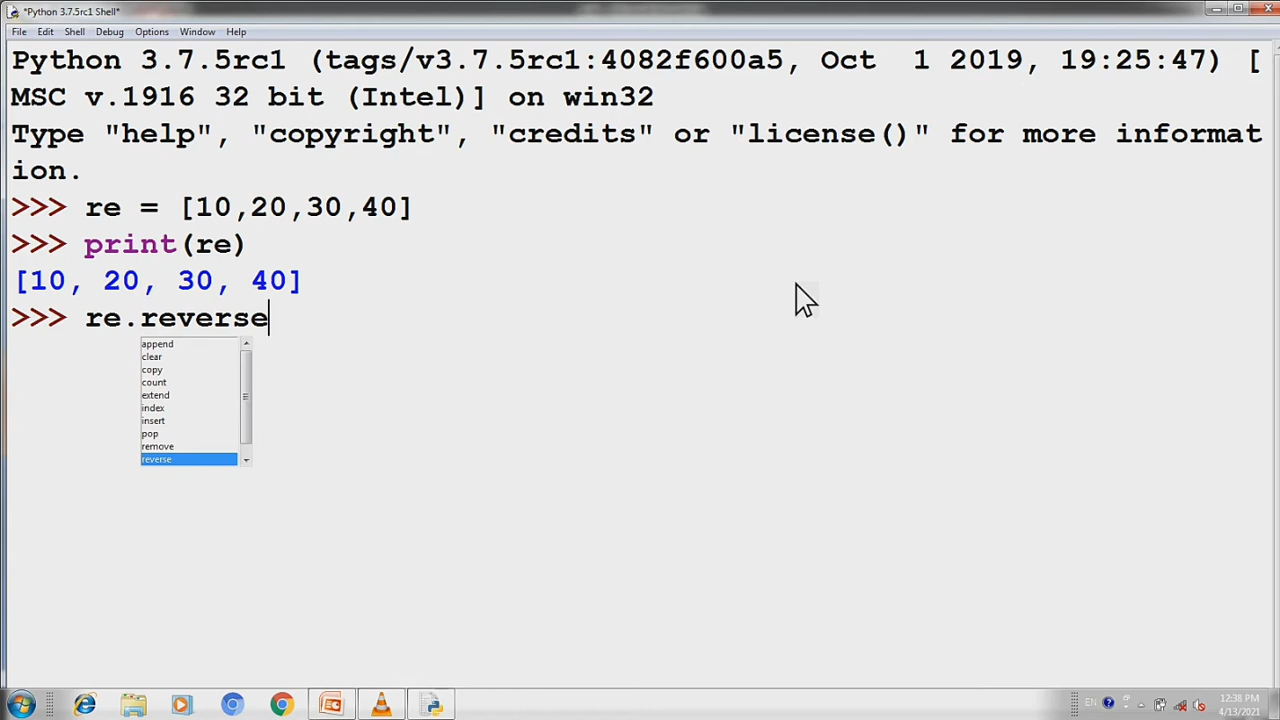 *Python 3.7.5rc1 Shell*
File Edit Shell Debug Options Window Help
Python 3.7.5rc1 (tags/v3.7.5rc1:4082f600a5, Oct  1 2019, 19:25:47) [
MSC v.1916 32 bit (Intel)] on win32
Type "help", "copyright", "credits" or "license()" for more informat
ion.
>>> re = [10,20,30,40]
>>> print(re)
[10, 20, 30, 40]
>>> re.reverse
append
clear
copy
count
extend
index
insert
pop
remove
reverse
EN
12:38 PM
4/13/2021